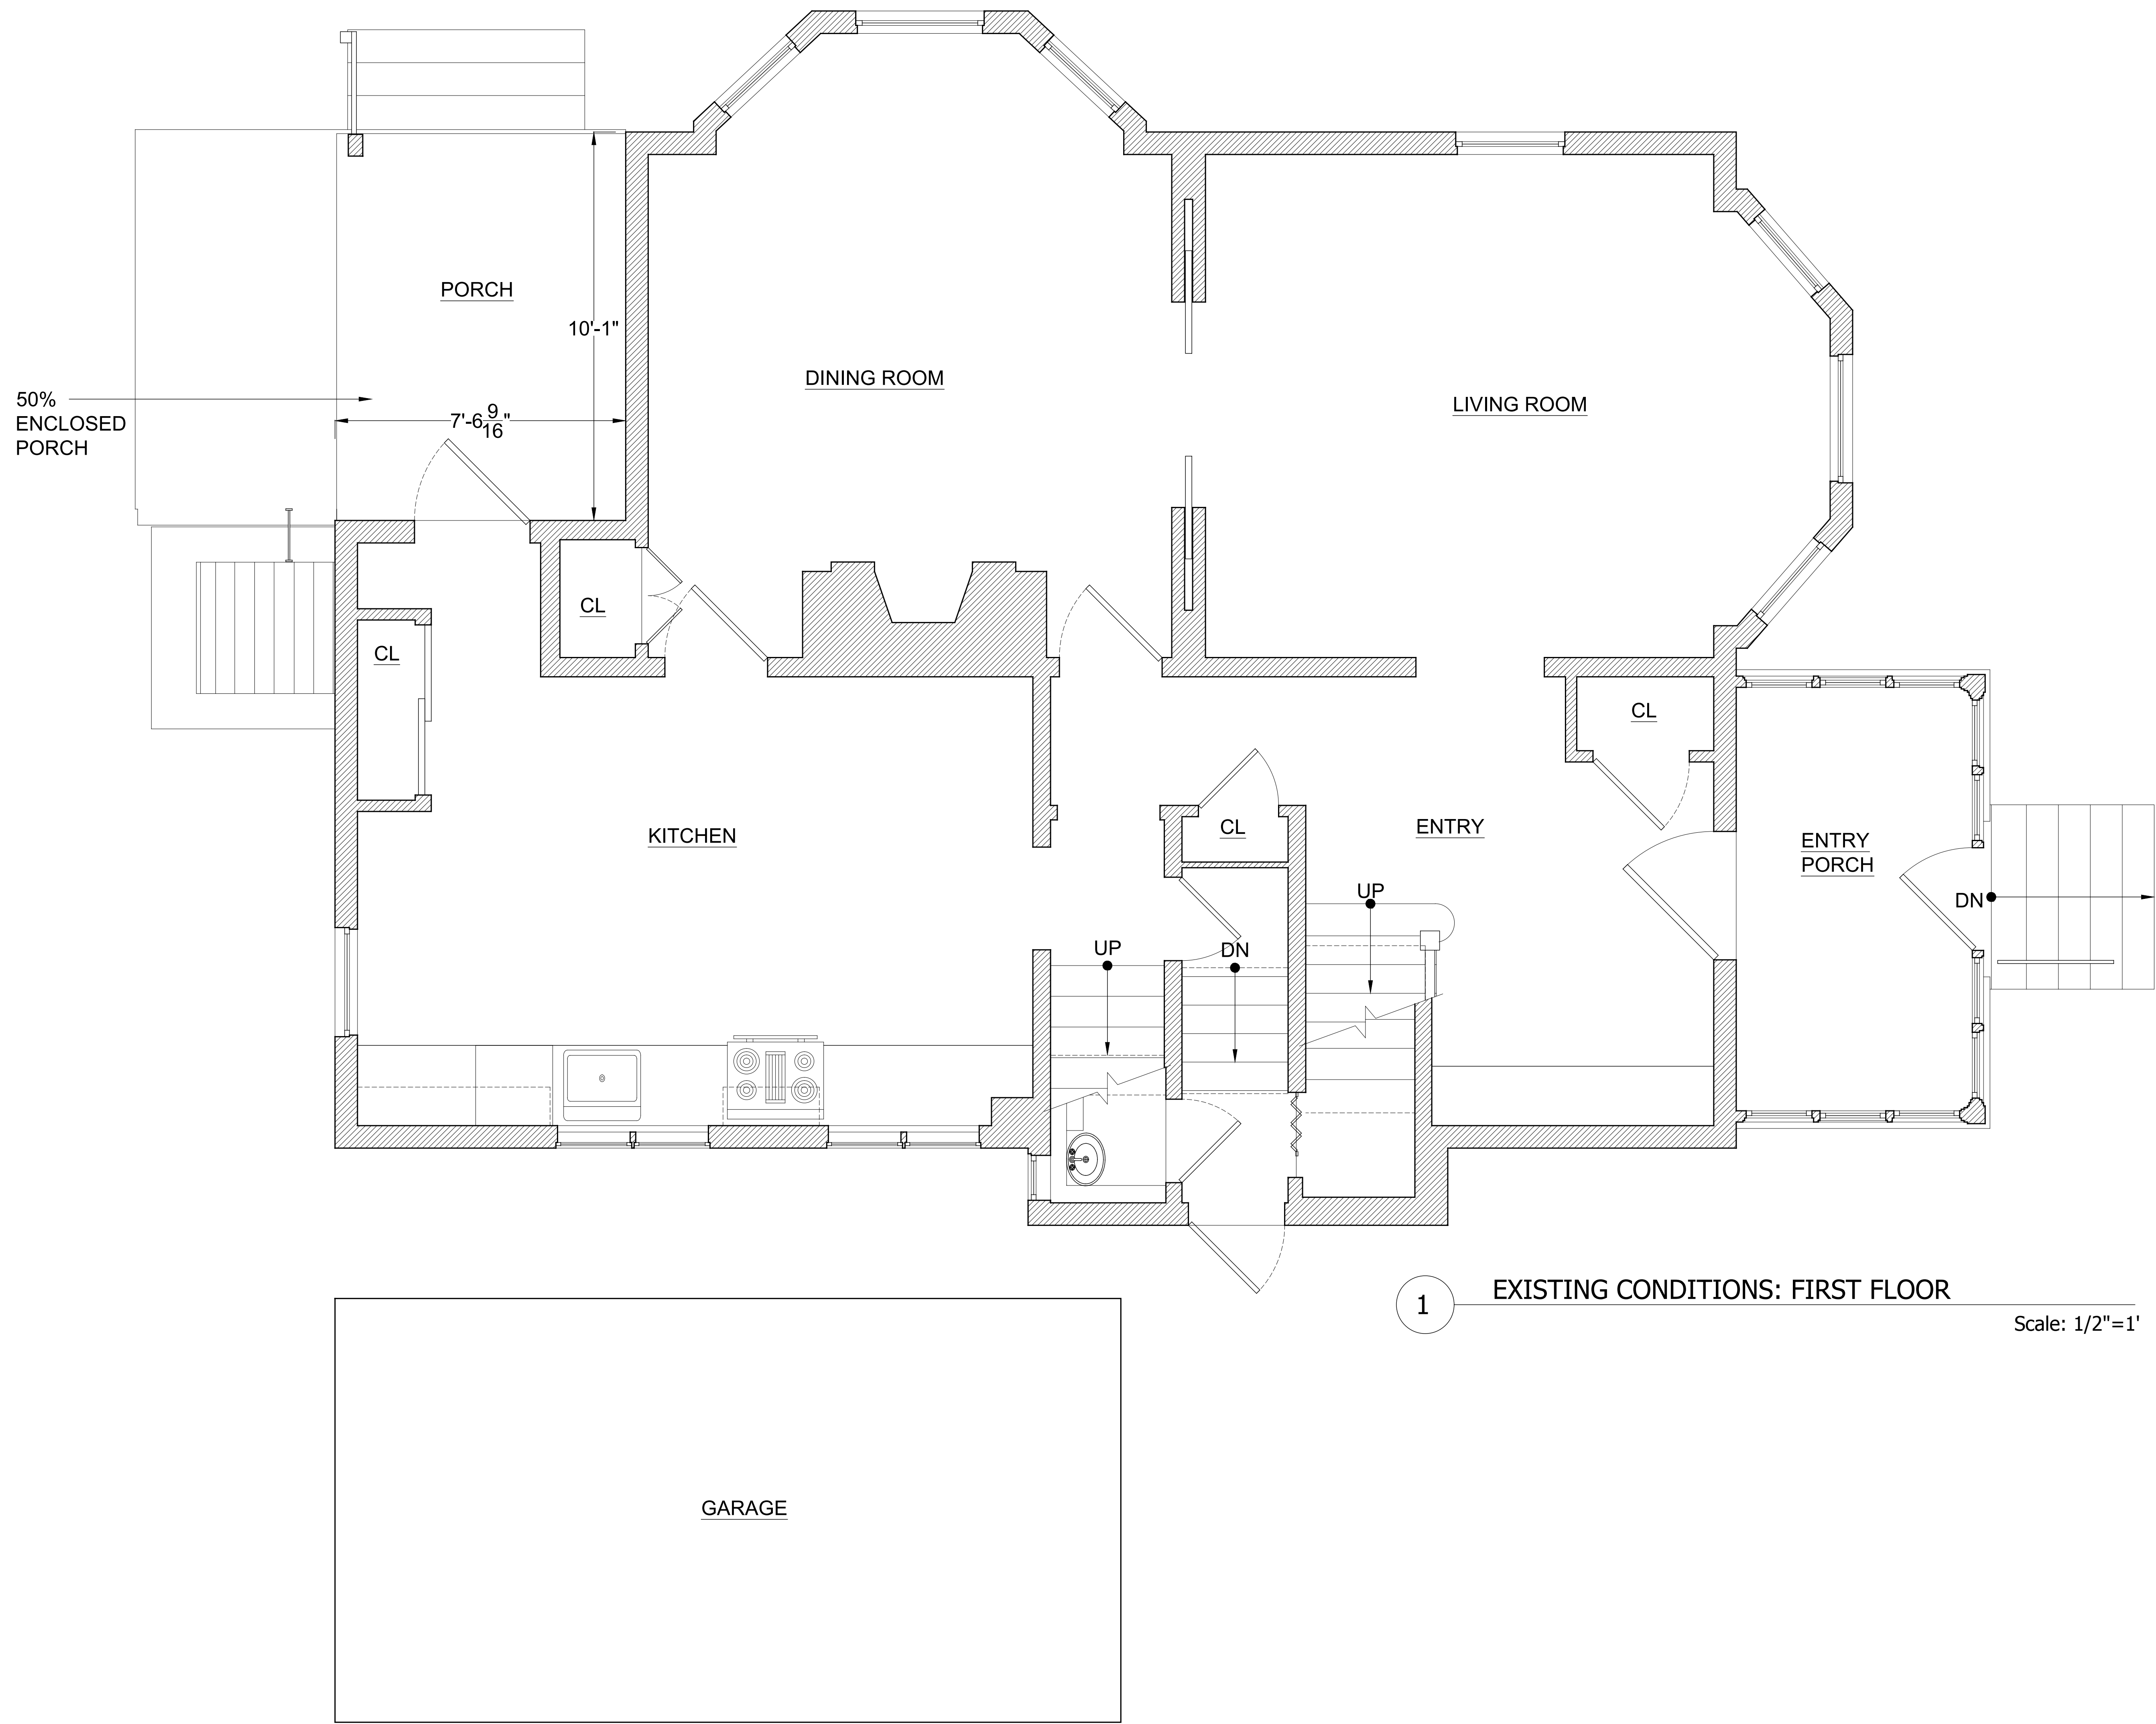 PORCH
10'-1"
DINING ROOM
50%
ENCLOSED
PORCH
7'-6 9/16"
LIVING ROOM
CL
CL
CL
KITCHEN
CL
ENTRY
ENTRY
PORCH
UP
DN
UP
DN
EXISTING CONDITIONS: FIRST FLOOR
1
Scale: 1/2"=1'
GARAGE